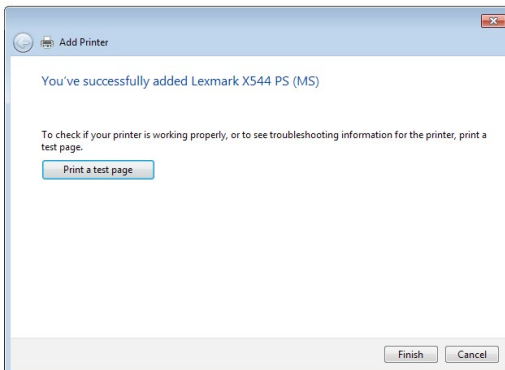 Add Printer
You've successfully added Lexmark X544 PS (MS)
To check if your printer is working properly, or to see troubleshooting information for the printer, print a
test page.
Print a test page
Finish Cancel